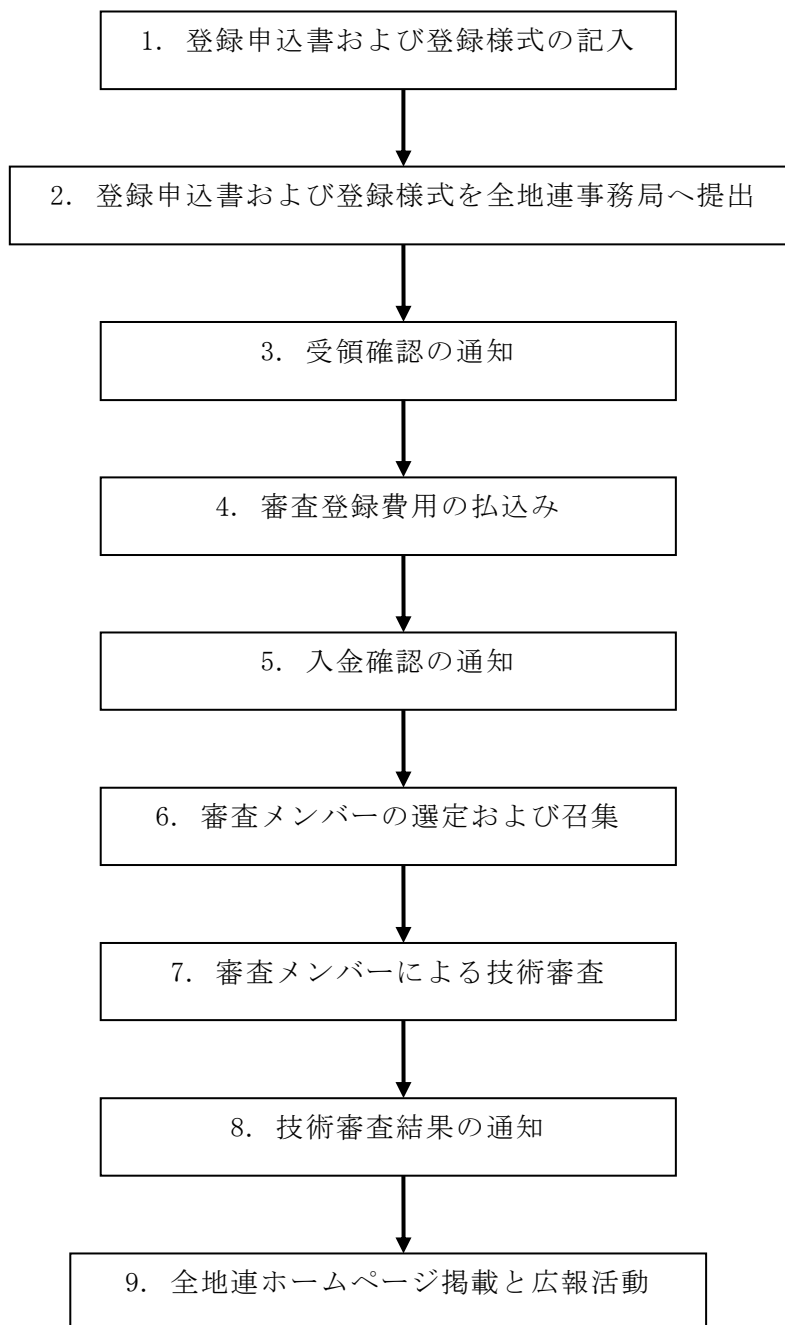 1. 登録申込書および登録様式の記入
2. 登録申込書および登録様式を全地連事務局へ提出
3. 受領確認の通知
4. 審査登録費用の払込み
5. 入金確認の通知
6. 審査メンバーの選定および召集
7. 審査メンバーによる技術審査
8. 技術審査結果の通知
9. 全地連ホームページ掲載と広報活動